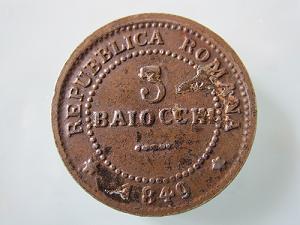 REPUBBLICA ROMANA
3
BAIOCCHI
1849